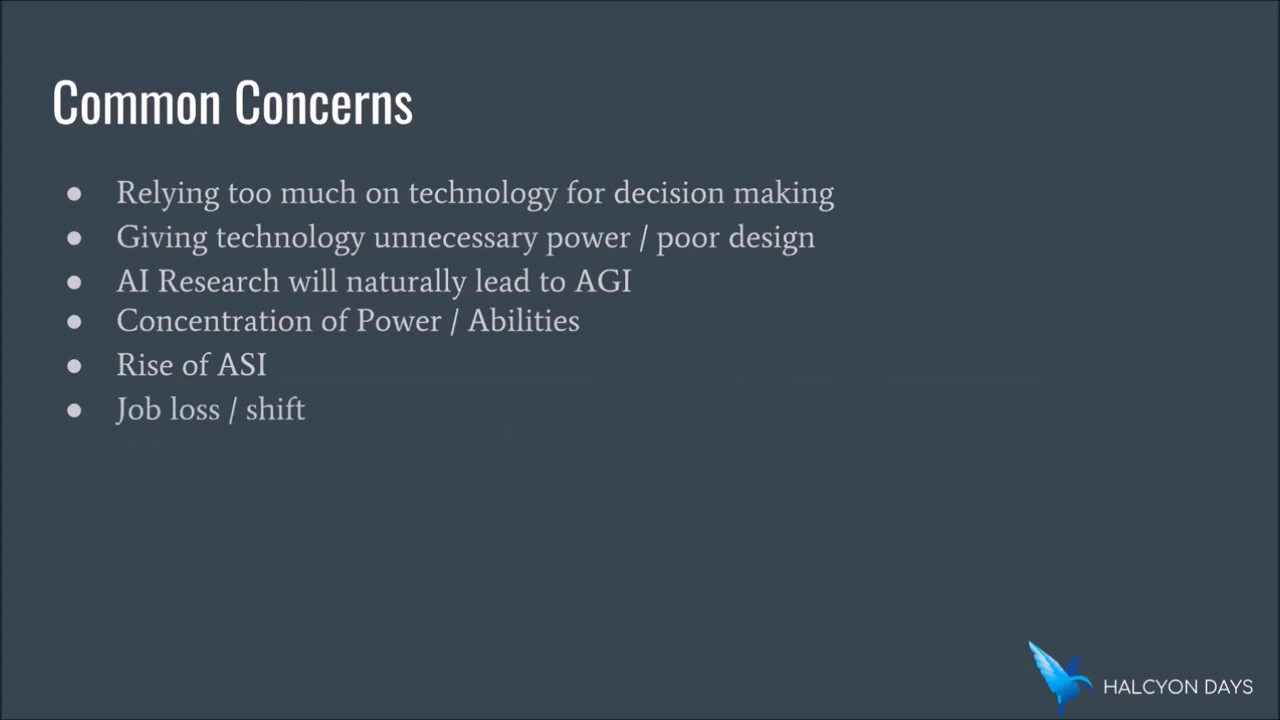 Common Concerns
● Relying too much on technology for decision making
● Giving technology unnecessary power / poor design
● AI Research will naturally lead to AGI
● Concentration of Power / Abilities
● Rise of ASI
● Job loss / shift
HALCYON DAYS